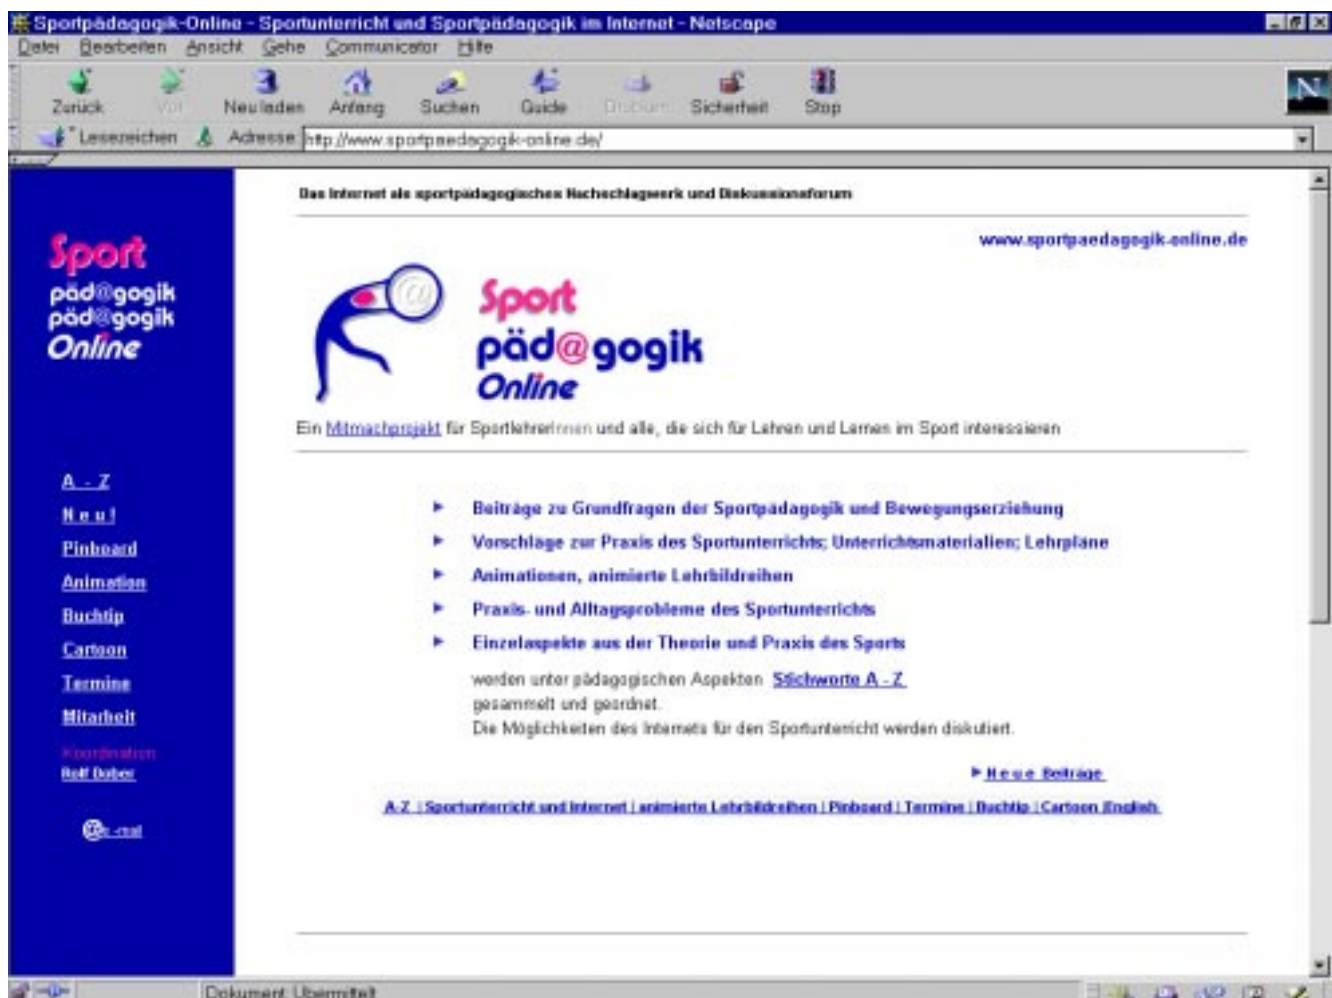 Sportpädagogik-Online - Sportunterricht und Sportpädagogik im Internet - Netscape
Datei Bearbeiten Ansicht Gehe Communicator Hilfe
Zurück Vor Neu laden Anfang Suchen Guide Drucken Sicherheit Stop
Lesezeichen Adresse http://www.sportpaedagogik-online.de/
Das Internet als sportpädagogisches Nachschlagwerk und Diskussionsforum
www.sportpaedagogik-online.de
Sport
päd@gogik
päd@gogik
Online
@
Sport
päd@gogik
Online
Ein Mitmachprojekt für SportlehrerInnen und alle, die sich für Lehren und Lernen im Sport interessieren
A - Z
Neu!
Pinboard
Animation
Buchtip
Cartoon
Termine
Mitarbeit
Koordination
Rolf Dober
@e-mail
Beiträge zu Grundfragen der Sportpädagogik und Bewegungserziehung
Vorschläge zur Praxis des Sportunterrichts; Unterrichtsmaterialien; Lehrpläne
Animationen, animierte Lehrbildreihen
Praxis- und Alltagsprobleme des Sportunterrichts
Einzelaspekte aus der Theorie und Praxis des Sports
werden unter pädagogischen Aspekten Stichworte A - Z
gesammelt und geordnet.
Die Möglichkeiten des Internets für den Sportunterricht werden diskutiert.
Neue Beiträge
A-Z | Sportunterricht und Internet | animierte Lehrbildreihen | Pinboard | Termine | Buchtip | Cartoon |English
Dokument: Übermittelt